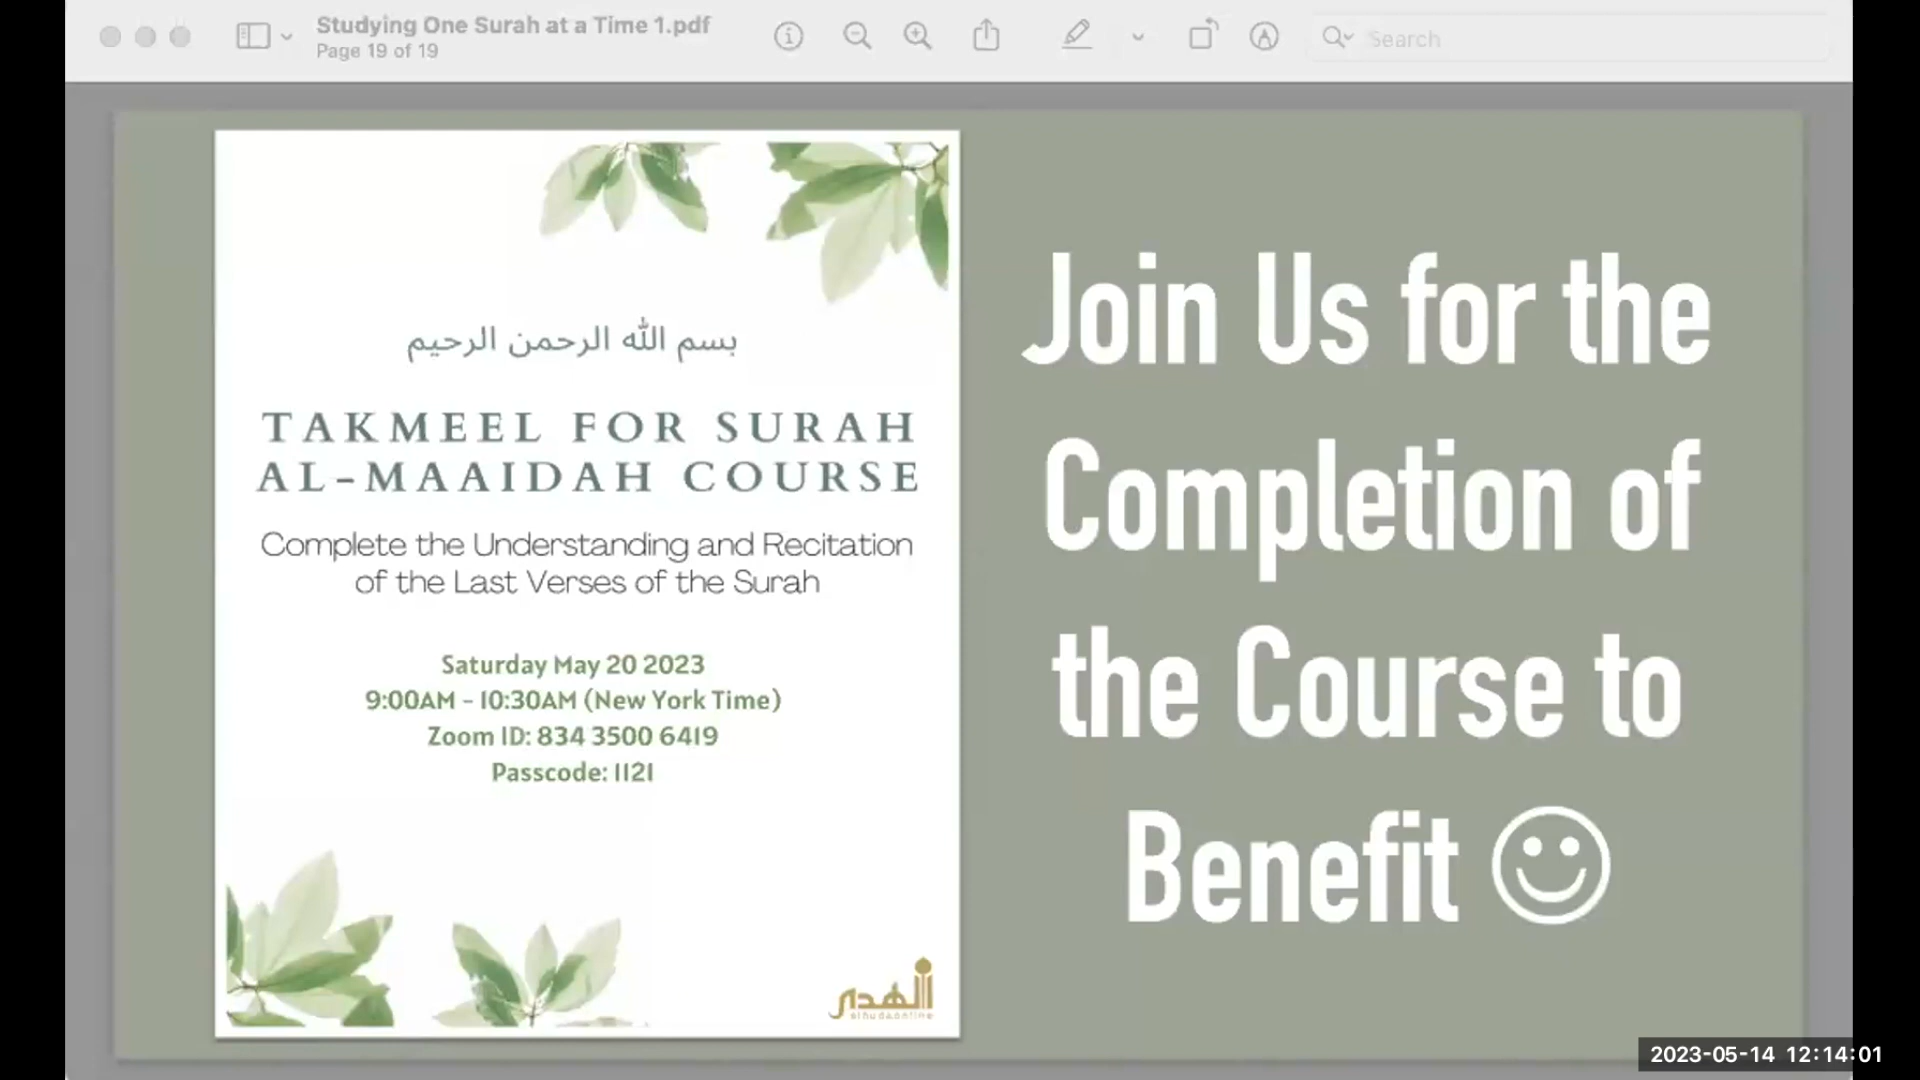 Studying One Surah at a Time 1.pdf
Page 19 of 19
Search
بسم الله الرحمن الرحيم
TAKMEEL FOR SURAH
AL-MAAIDAH COURSE
Complete the Understanding and Recitation
of the Last Verses of the Surah
Saturday May 20 2023
9:00AM - 10:30AM (New York Time)
Zoom ID: 834 3500 6419
Passcode: 1121
الهدى
alhudaonline
Join Us for the
Completion of
the Course to
Benefit
2023-05-14 12:14:01